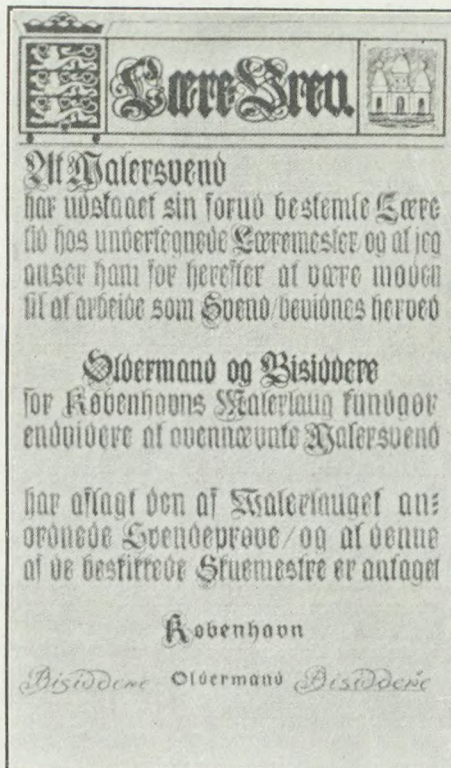 Lære Brev.
At Malersvend
har udstaaet sin forud bestemte Lære
tid hos undertegnede Læremester og at jeg
anser ham for herefter at være moden
til at arbeide som Svend/bevidnes herved
Oldermand og Bisiddere
for Københavns Malerlaug kundgør
endvidere at ovennævnte Malersvend
har aflagt den af Malerlauget an=
ordnede Svendeprøve/og at denne
af de beskikkede Skuemestre er antaget
København
Bisiddere Oldermand Bisiddere